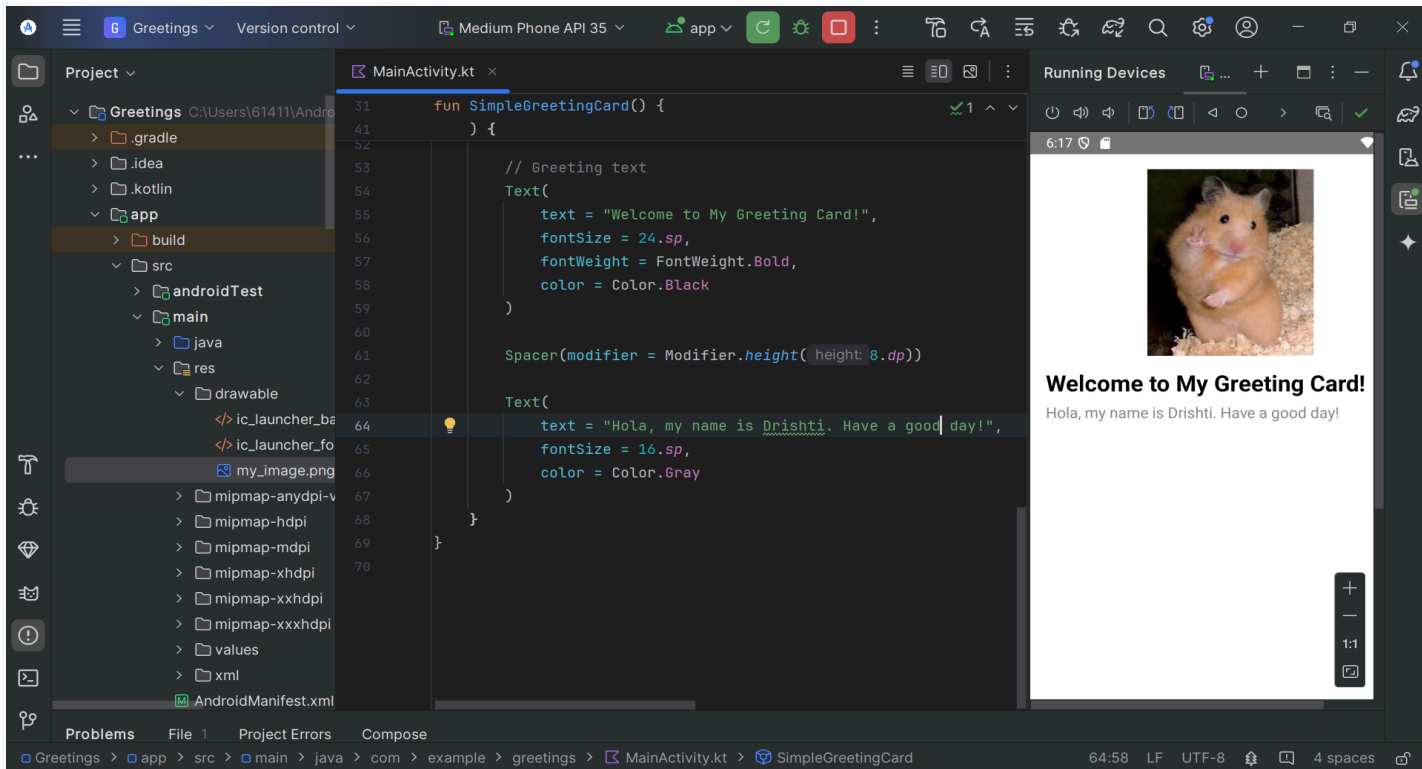 G Greetings Version control Medium Phone API 35 app
Project
MainActivity.kt
Running Devices ...
Greetings C:\Users\61411\Andro
.gradle
.idea
.kotlin
app
build
src
androidTest
main
java
res
drawable
ic_launcher_ba
ic_launcher_fo
my_image.png
mipmap-anydpi-v
mipmap-hdpi
mipmap-mdpi
mipmap-xhdpi
mipmap-xxhdpi
mipmap-xxxhdpi
values
xml
AndroidManifest.xml
31 fun SimpleGreetingCard() {
1
41 ) {
52
53 // Greeting text
54 Text(
55 text = "Welcome to My Greeting Card!",
56 fontSize = 24.sp,
57 fontWeight = FontWeight.Bold,
58 color = Color.Black
59 )
60
61 Spacer(modifier = Modifier.height( height: 8.dp))
62
63 Text(
64 text = "Hola, my name is Drishti. Have a good day!",
65 fontSize = 16.sp,
66 color = Color.Gray
67 )
68 }
69 }
70
6:17
Welcome to My Greeting Card!
Hola, my name is Drishti. Have a good day!
1:1
Problems File 1 Project Errors Compose
Greetings > app > src > main > java > com > example > greetings > MainActivity.kt > SimpleGreetingCard 64:58 LF UTF-8 4 spaces